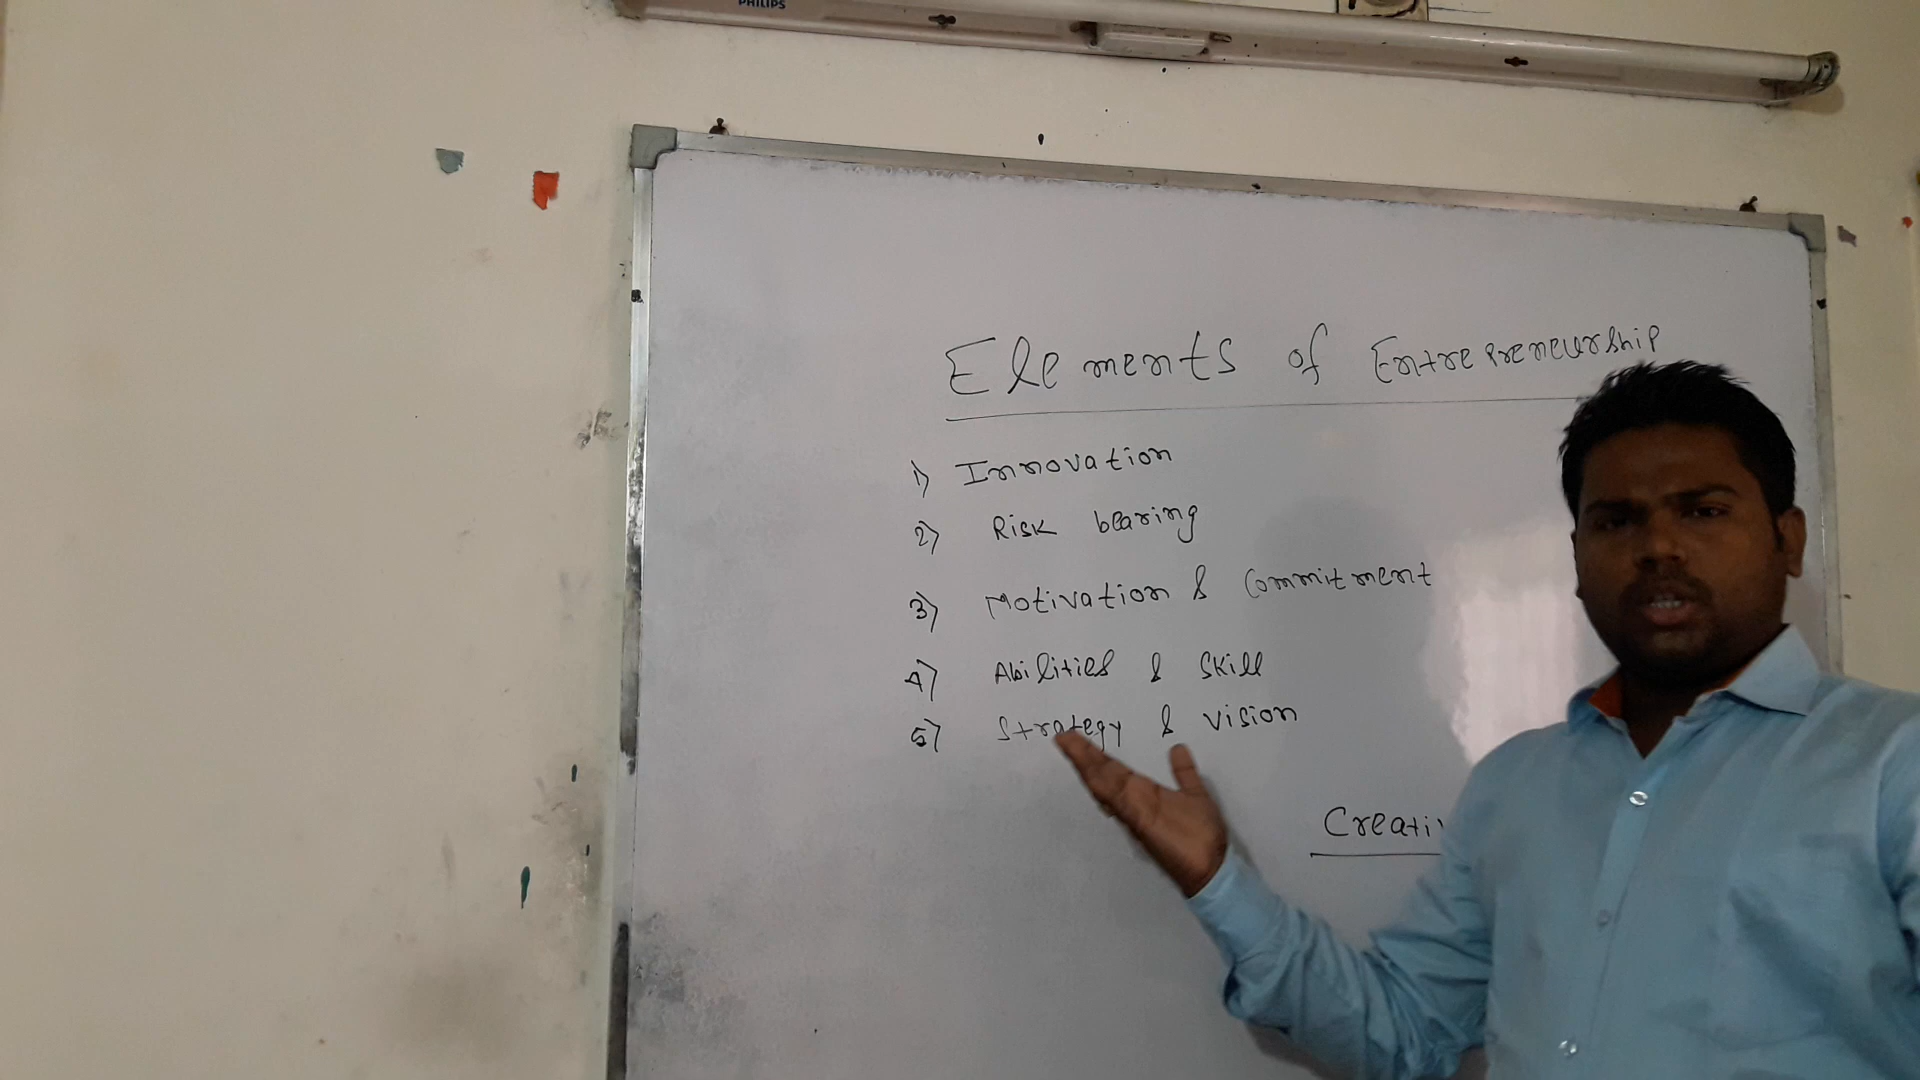 PHILIPS
Elements of Entrepreneurship
1) Innovation
2) Risk bearing
3) Motivation & Commitment
4) Abilities & Skill
5) Strategy & Vision
Creati